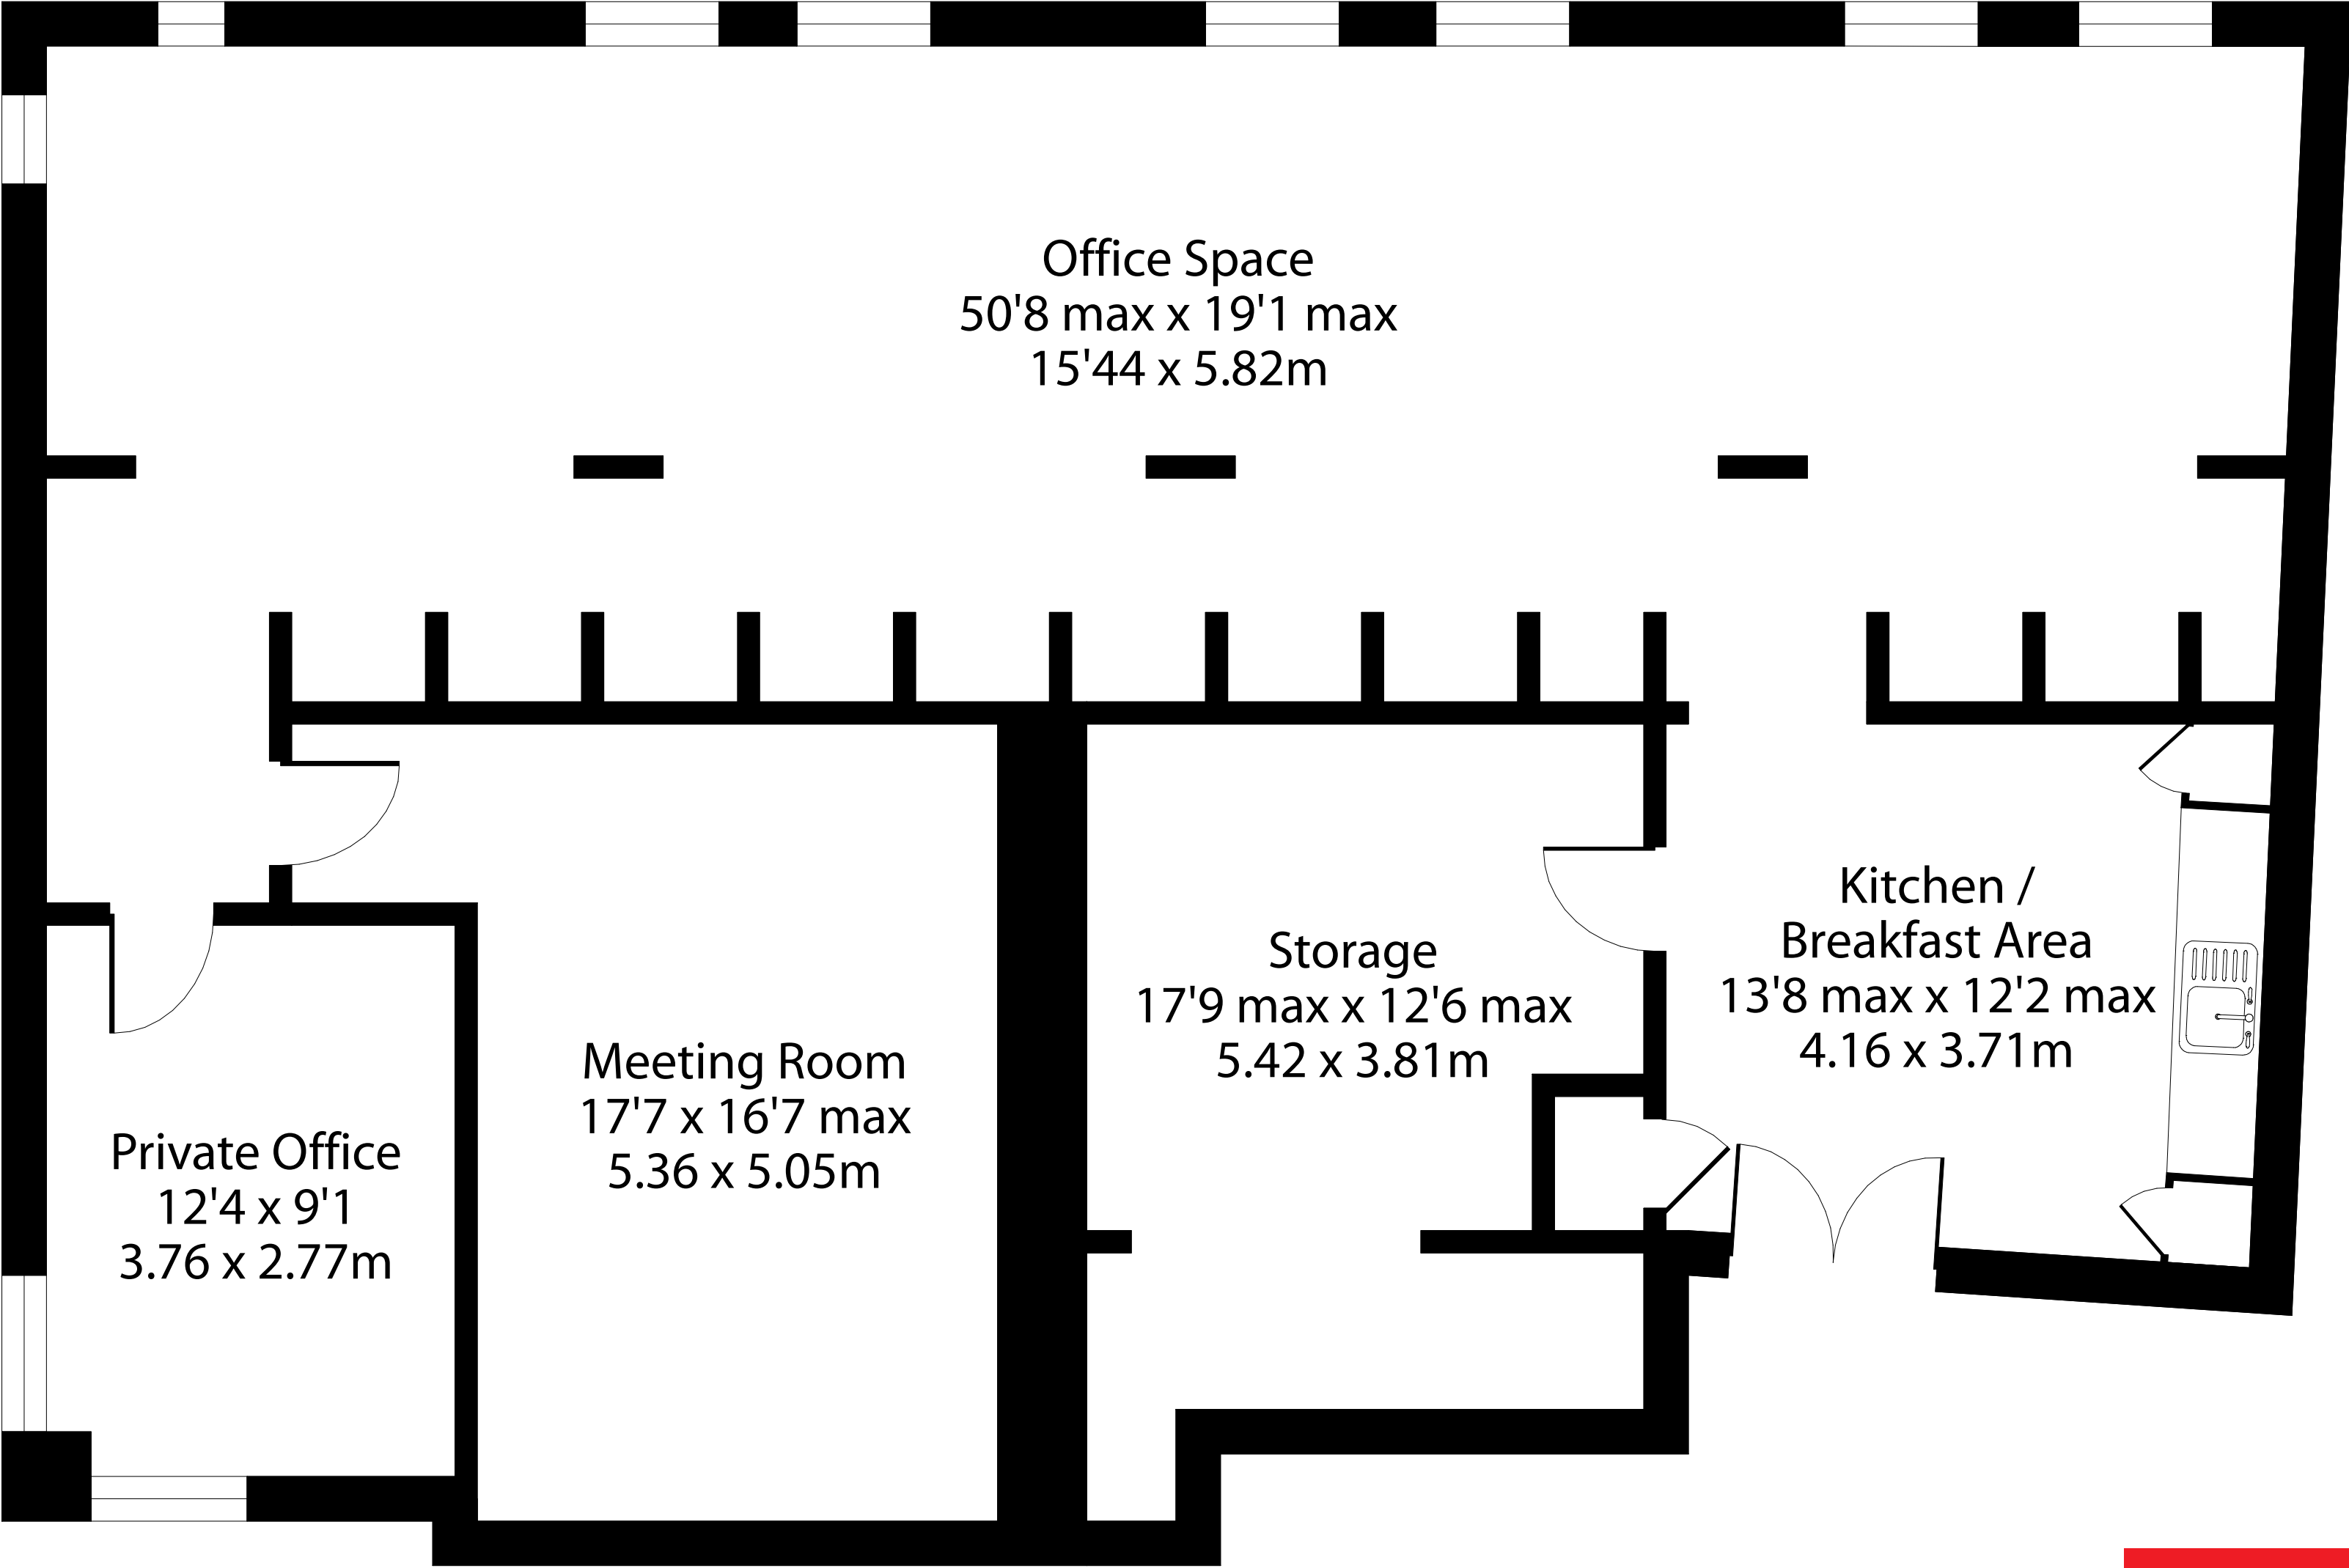 Office Space
50'8 max x 19'1 max
15'44 x 5.82m
Kitchen /
Breakfast Area
13'8 max x 12'2 max
4.16 x 3.71m
Storage
17'9 max x 12'6 max
5.42 x 3.81m
Meeting Room
17'7 x 16'7 max
5.36 x 5.05m
Private Office
12'4 x 9'1
3.76 x 2.77m